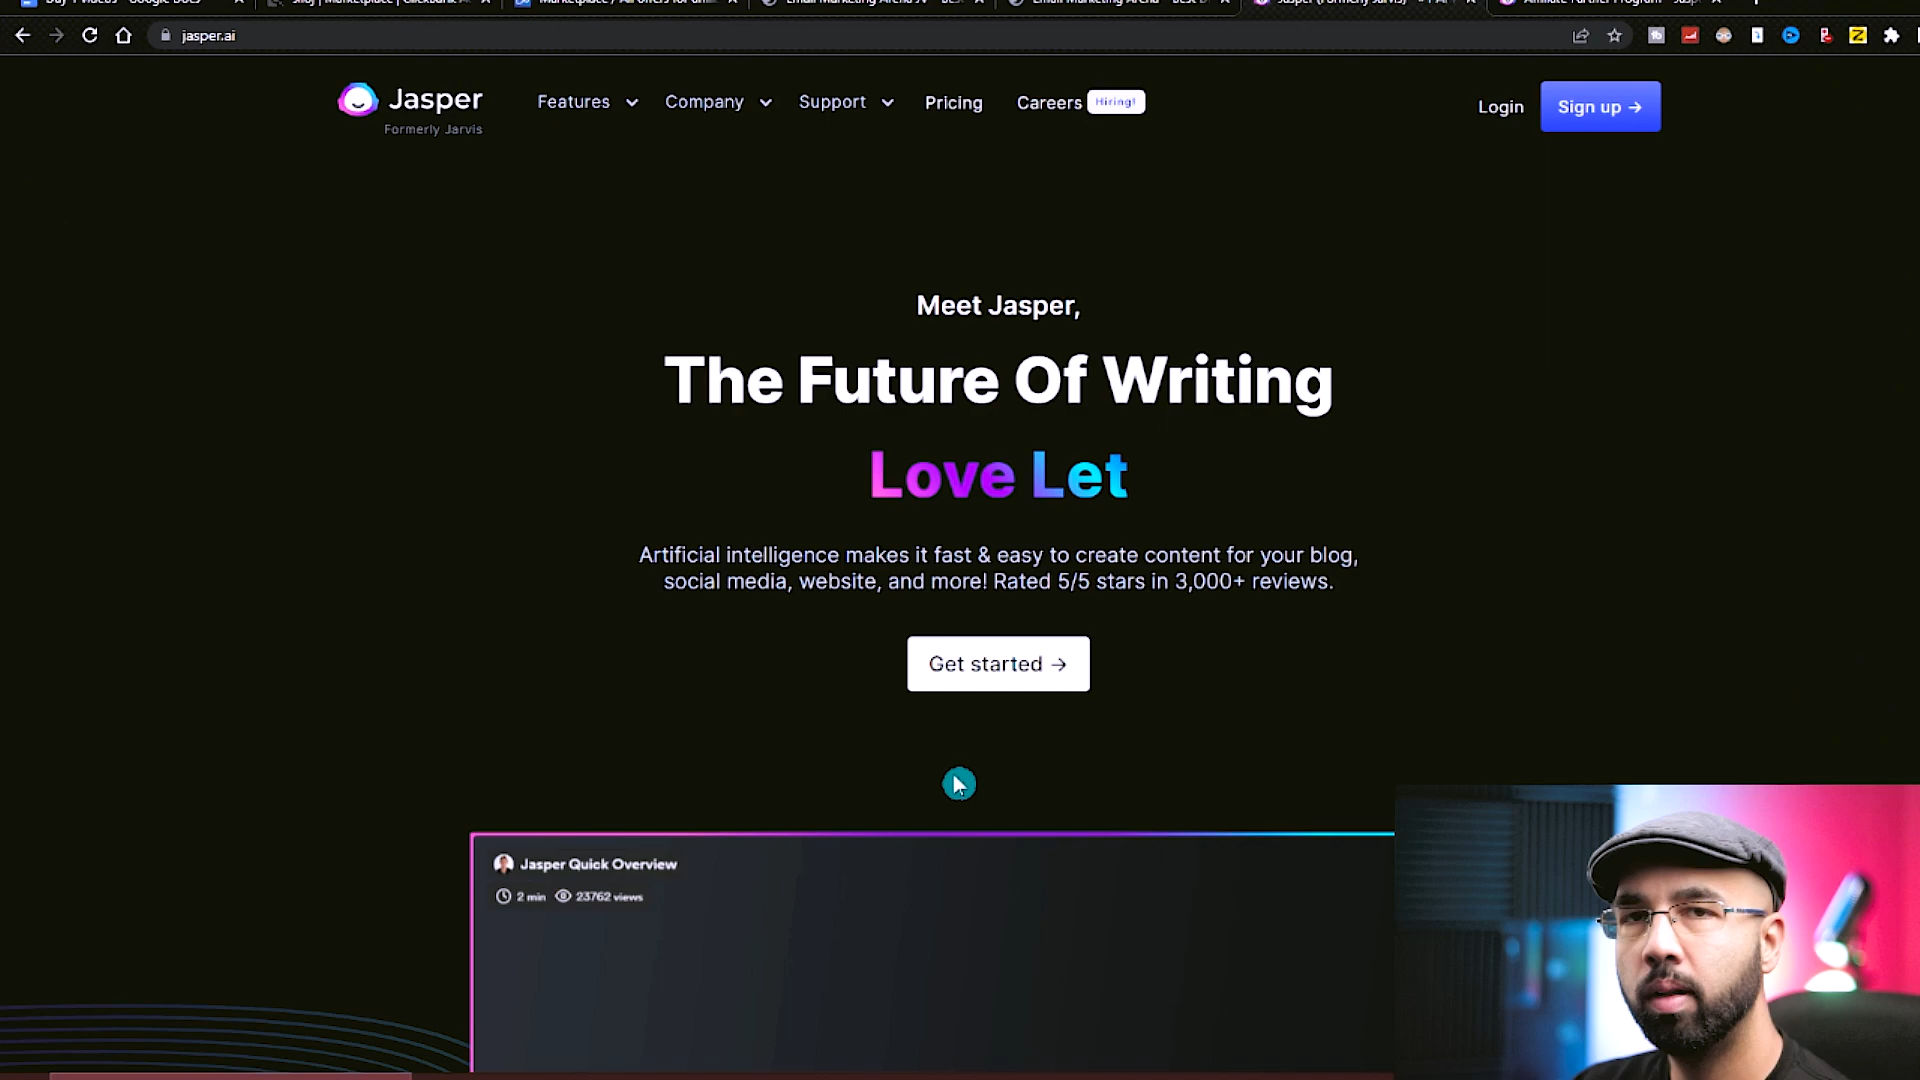 jasper.ai
Jasper
Formerly Jarvis
Features
Company
Support
Pricing
Careers
Hiring!
Login
Sign up →
Meet Jasper,
The Future Of Writing
Love Let
Artificial intelligence makes it fast & easy to create content for your blog,
social media, website, and more! Rated 5/5 stars in 3,000+ reviews.
Get started →
Jasper Quick Overview
2 min
23762 views